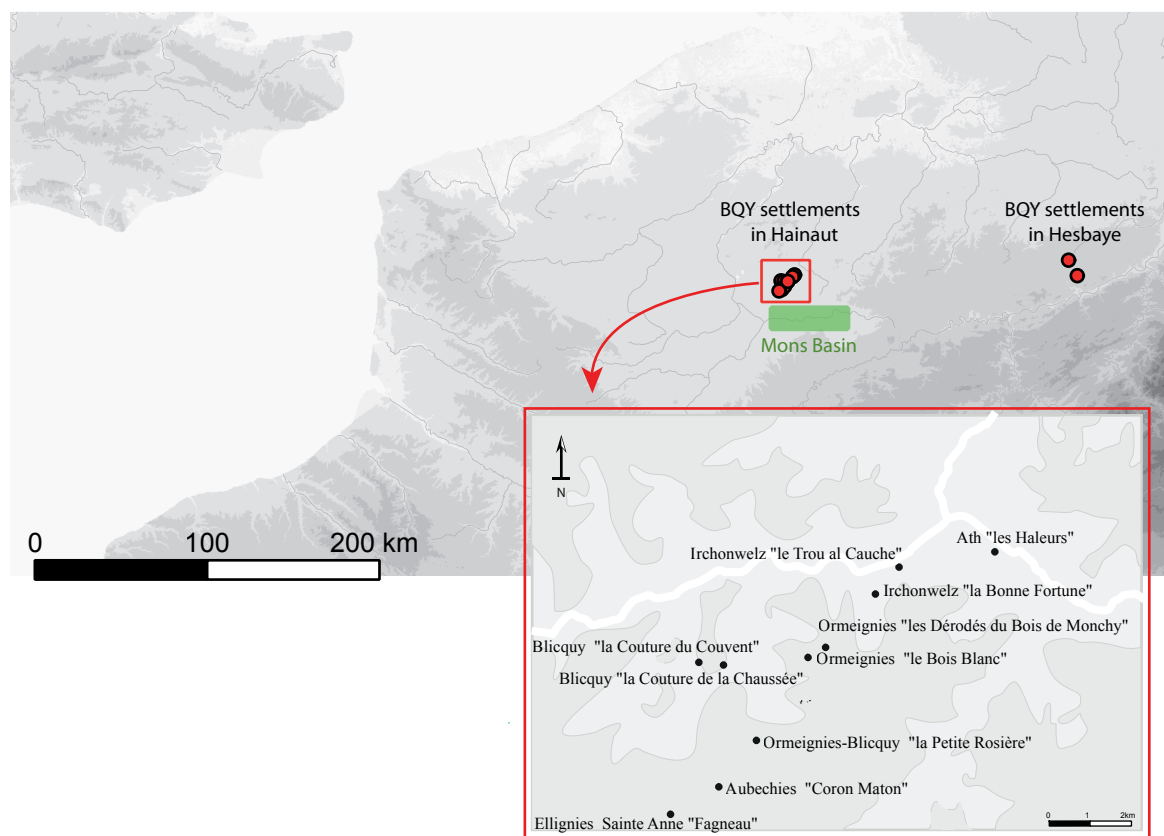 BQY settlements
in Hainaut
BQY settlements
in Hesbaye
Mons Basin
0 100 200 km
N
Ath "les Haleurs"
Irchonwelz "le Trou al Cauche"
Irchonwelz "la Bonne Fortune"
Ormeignies "les Dérodés du Bois de Monchy"
Blicquy "la Couture du Couvent"
Ormeignies "le Bois Blanc"
Blicquy "la Couture de la Chaussée"
Ormeignies-Blicquy "la Petite Rosière"
Aubechies "Coron Maton"
Ellignies Sainte Anne "Fagneau"
0 1 2km